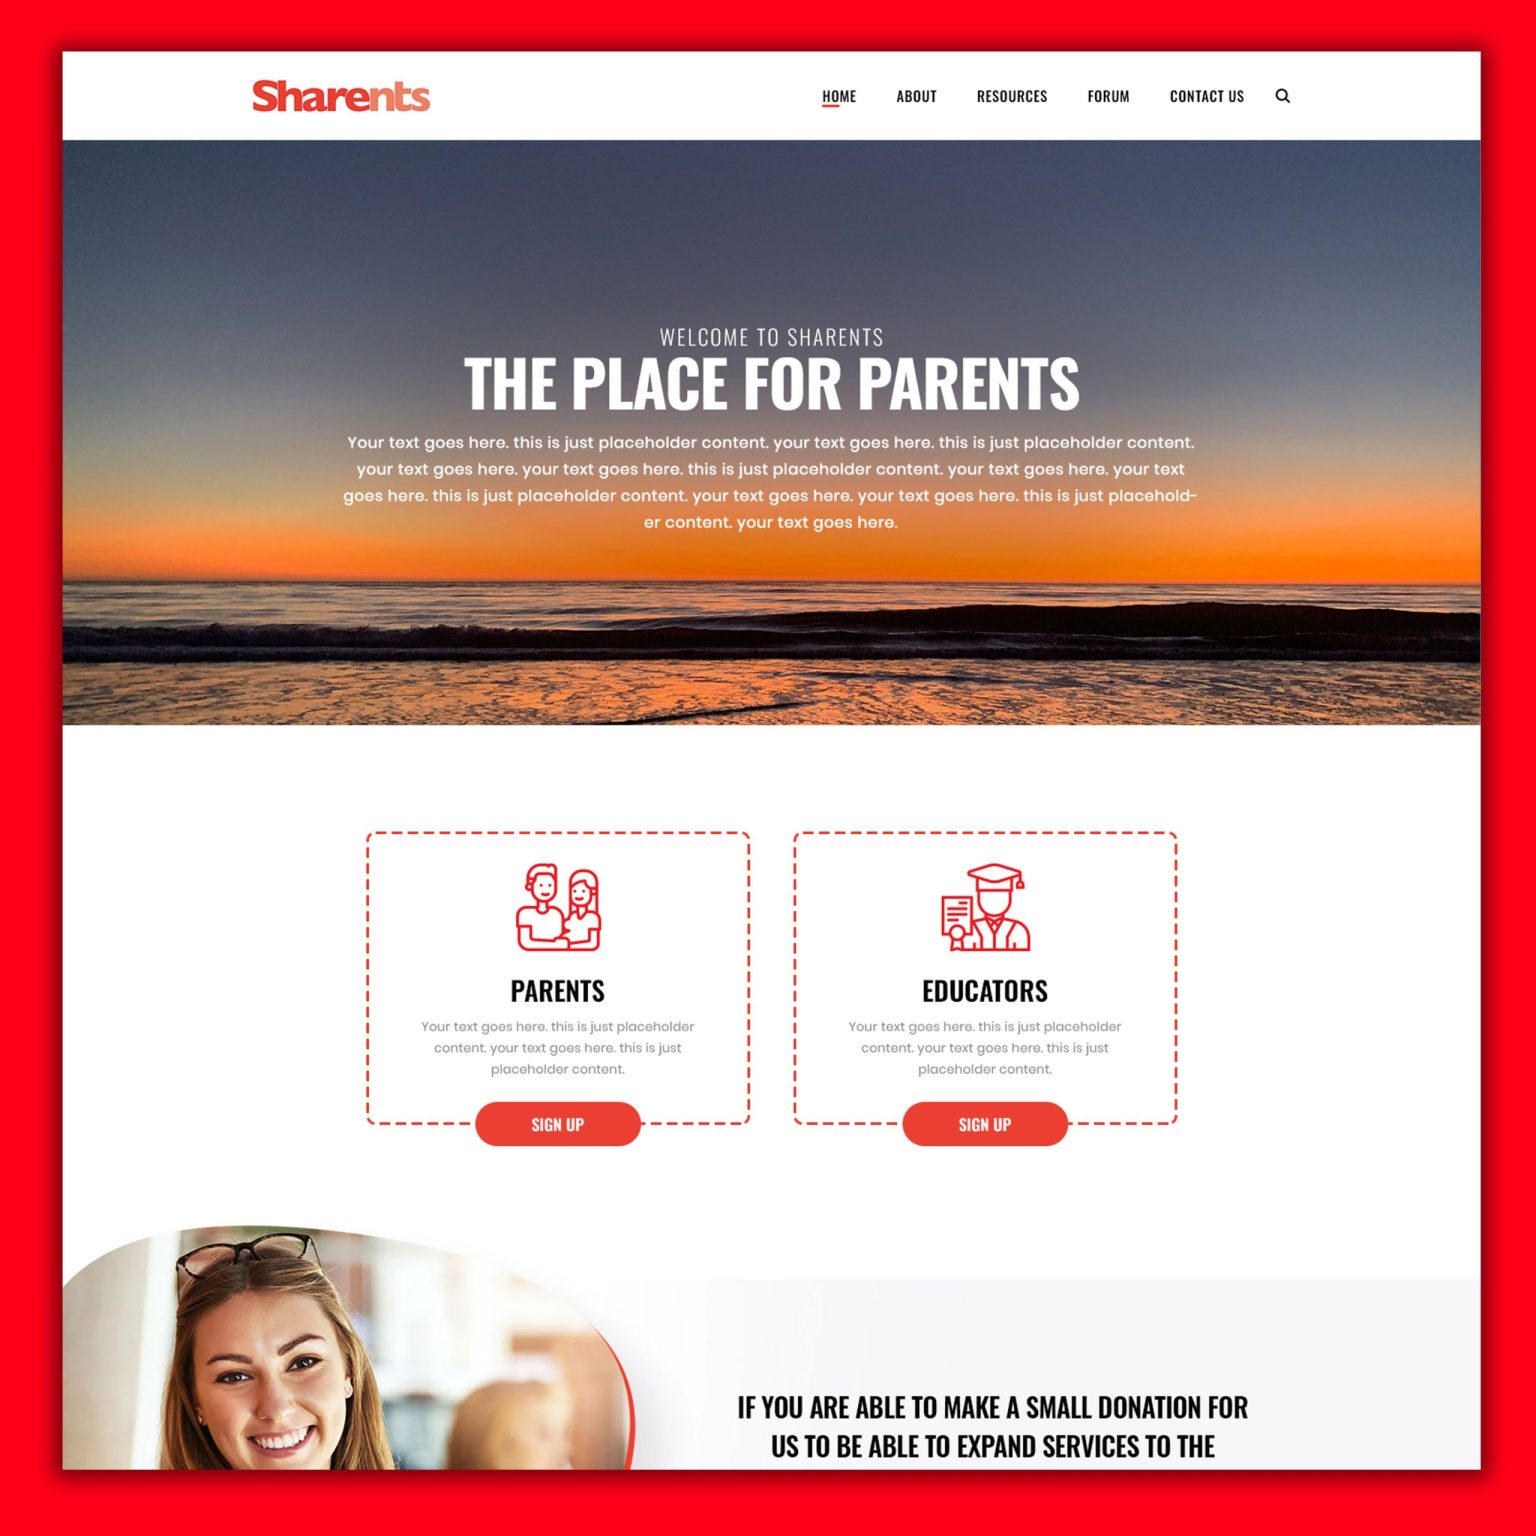 Sharents
HOME ABOUT RESOURCES FORUM CONTACT US
WELCOME TO SHARENTS
THE PLACE FOR PARENTS
Your text goes here. this is just placeholder content. your text goes here. this is just placeholder content.
your text goes here. your text goes here. this is just placeholder content. your text goes here. your text
goes here. this is just placeholder content. your text goes here. your text goes here. this is just placehold-
er content. your text goes here.
PARENTS
Your text goes here. this is just placeholder
content. your text goes here. this is just
placeholder content.
SIGN UP
EDUCATORS
Your text goes here. this is just placeholder
content. your text goes here. this is just
placeholder content.
SIGN UP
IF YOU ARE ABLE TO MAKE A SMALL DONATION FOR
US TO BE ABLE TO EXPAND SERVICES TO THE